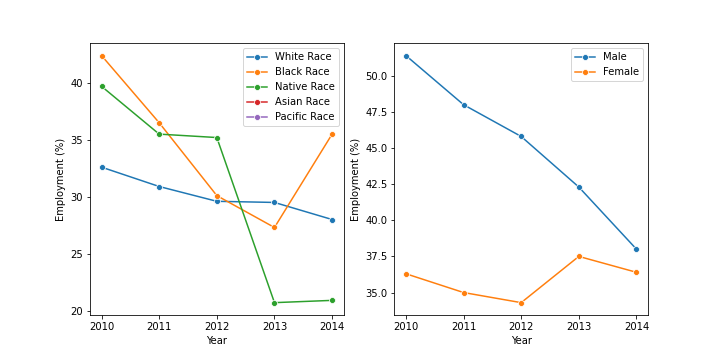 White Race
Black Race
Native Race
Asian Race
Pacific Race
Employment (%)
40
35
30
25
20
2010 2011 2012 2013 2014
Year
Male
Female
Employment (%)
50.0
47.5
45.0
42.5
40.0
37.5
35.0
2010 2011 2012 2013 2014
Year